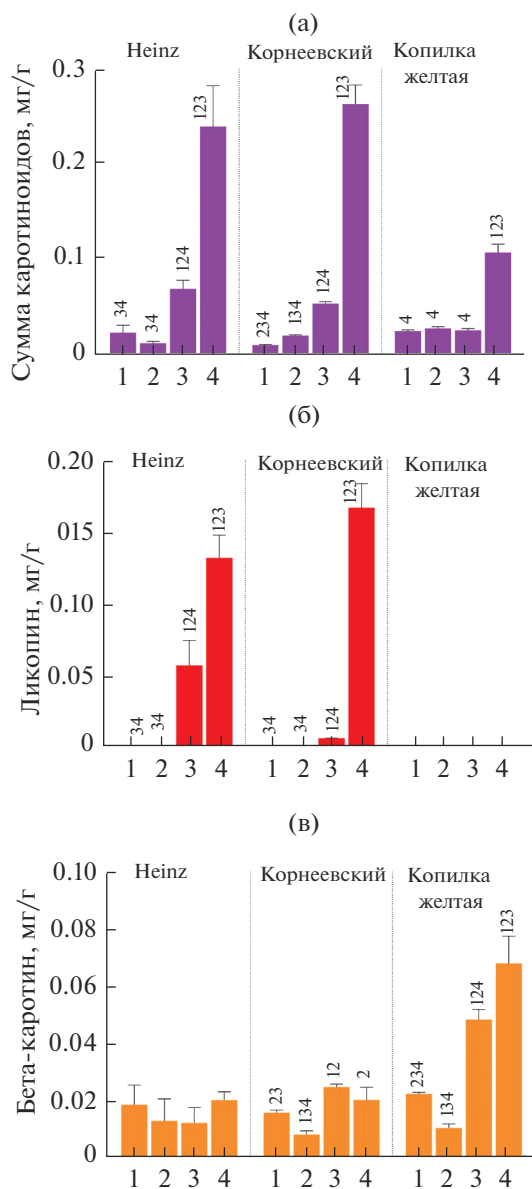 (а)
Heinz Корнеевский Копилка
желтая
Сумма каротиноидов, мг/г
0.3
0.2
0.1
0
34 34 124 123 234 134 124 123 4 4 4 123
1 2 3 4 1 2 3 4 1 2 3 4
(б)
Heinz Корнеевский Копилка
желтая
Ликопин, мг/г
0.20
015
0.10
0.05
0
34 34 124 123 34 34 124 123
1 2 3 4 1 2 3 4 1 2 3 4
(в)
Heinz Корнеевский Копилка
желтая
Бета-каротин, мг/г
0.10
0.08
0.06
0.04
0.02
0
23 134 12 2 234 134 124 123
1 2 3 4 1 2 3 4 1 2 3 4